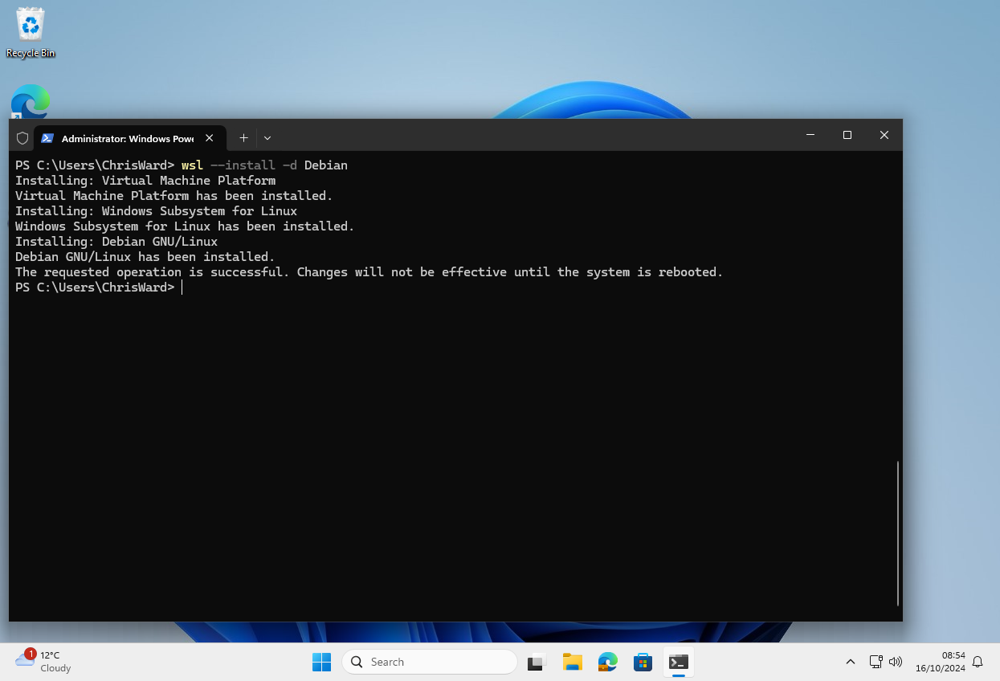 Recycle Bin
Administrator: Windows Powe
PS C:\Users\ChrisWard> wsl --install -d Debian
Installing: Virtual Machine Platform
Virtual Machine Platform has been installed.
Installing: Windows Subsystem for Linux
Windows Subsystem for Linux has been installed.
Installing: Debian GNU/Linux
Debian GNU/Linux has been installed.
The requested operation is successful. Changes will not be effective until the system is rebooted.
PS C:\Users\ChrisWard>
1
12°C
Cloudy
Search
08:54
16/10/2024